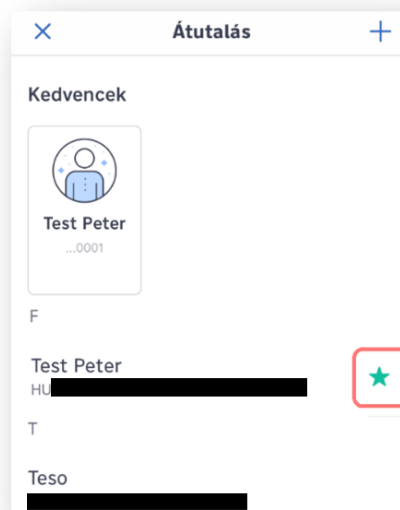 Átutalás
Kedvencek
Test Peter
...0001
F
Test Peter
HU
T
Teso